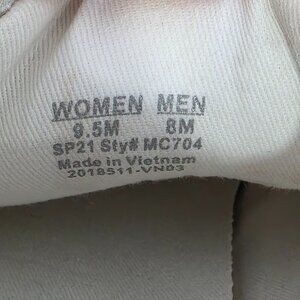 WOMEN MEN
9.5M 8M
SP21 Sty# MC704
Made in Vietnam
2018511-VN03